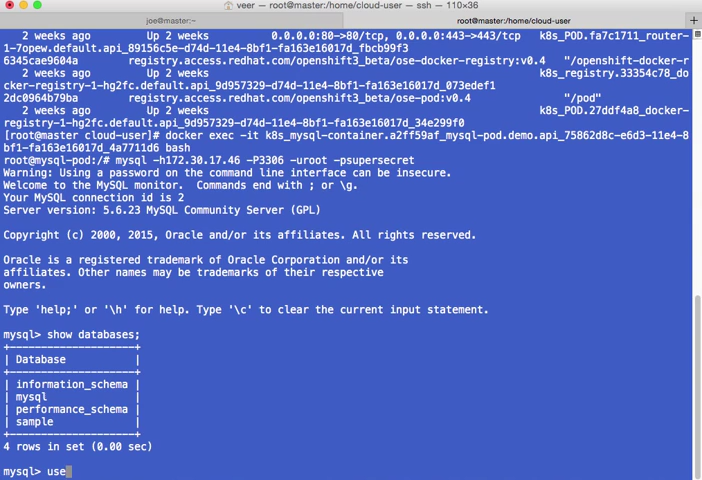 veer — root@master:/home/cloud-user — ssh — 110×36
joe@master:~
root@master:/home/cloud-user
+
2 weeks ago Up 2 weeks 0.0.0.0:80->80/tcp, 0.0.0.0:443->443/tcp k8s_POD.fa7c1711_router-
1-7opew.default.api_89156c5e-d74d-11e4-8bf1-fa163e16017d_fbcb99f3
6345cae9604a registry.access.redhat.com/openshift3_beta/ose-docker-registry:v0.4 "/openshift-docker-r
2 weeks ago Up 2 weeks k8s_registry.33354c78_do
cker-registry-1-hg2fc.default.api_9d957329-d74d-11e4-8bf1-fa163e16017d_073edef1
2dc0964b79ba registry.access.redhat.com/openshift3_beta/ose-pod:v0.4 "/pod"
2 weeks ago Up 2 weeks k8s_POD.27ddf4a8_docker-
registry-1-hg2fc.default.api_9d957329-d74d-11e4-8bf1-fa163e16017d_34e299f0
[root@master cloud-user]# docker exec -it k8s_mysql-container.a2ff59af_mysql-pod.demo.api_75862d8c-e6d3-11e4-8
bf1-fa163e16017d_4a7711d6 bash
root@mysql-pod:/# mysql -h172.30.17.46 -P3306 -uroot -psupersecret
Warning: Using a password on the command line interface can be insecure.
Welcome to the MySQL monitor.  Commands end with ; or \g.
Your MySQL connection id is 2
Server version: 5.6.23 MySQL Community Server (GPL)
Copyright (c) 2000, 2015, Oracle and/or its affiliates. All rights reserved.
Oracle is a registered trademark of Oracle Corporation and/or its
affiliates. Other names may be trademarks of their respective
owners.
Type 'help;' or '\h' for help. Type '\c' to clear the current input statement.
mysql> show databases;
+--------------------+
| Database           |
+--------------------+
| information_schema |
| mysql              |
| performance_schema |
| sample             |
+--------------------+
4 rows in set (0.00 sec)
mysql> use